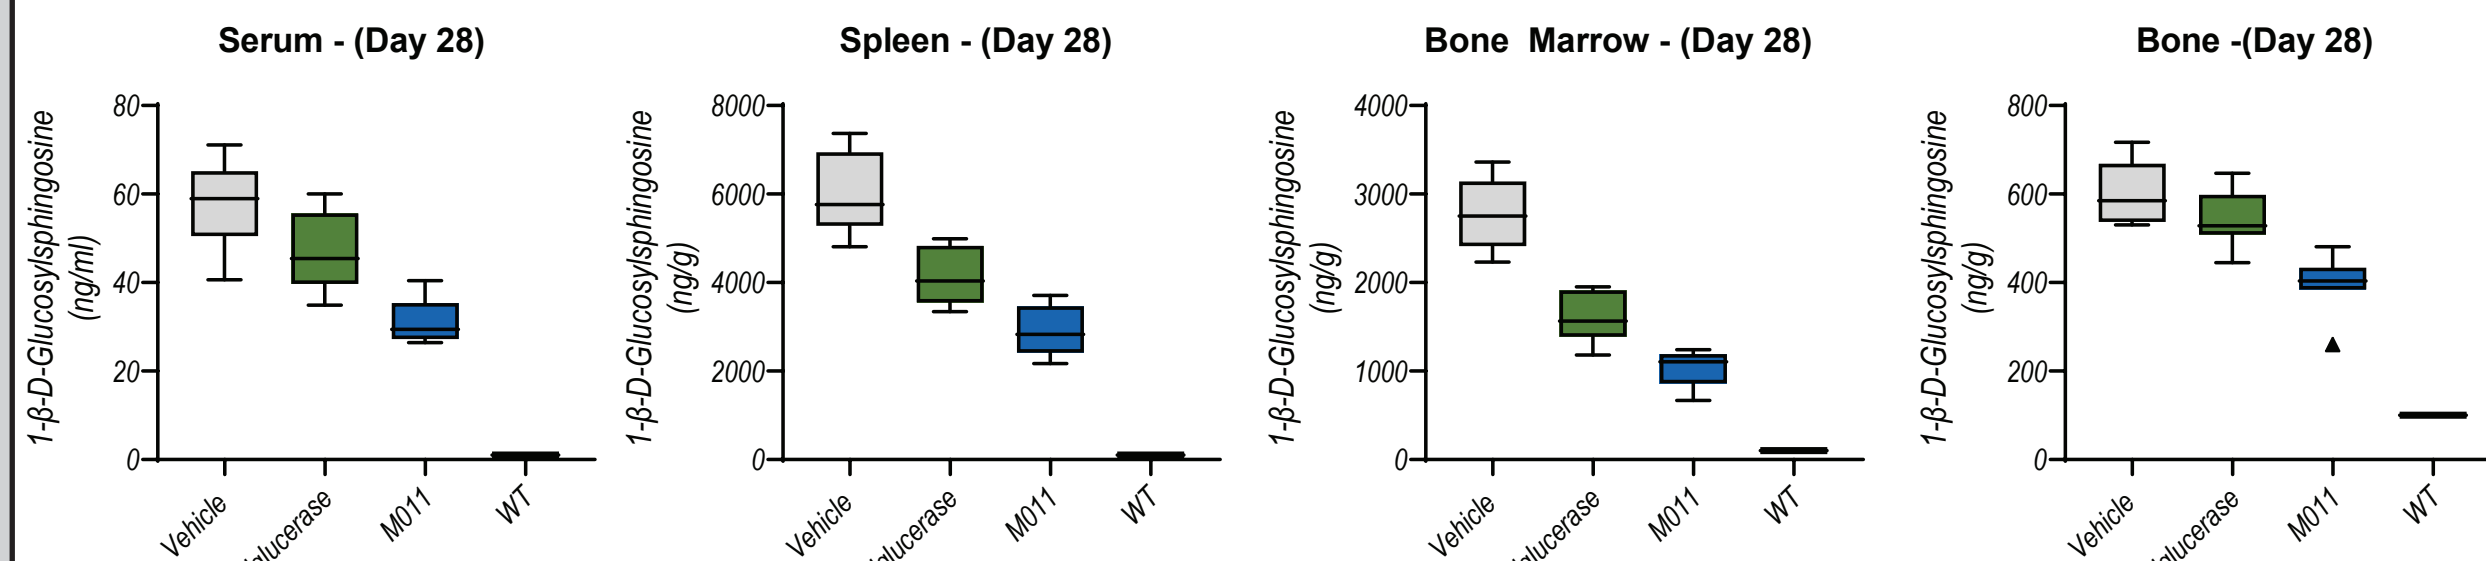 Serum - (Day 28)
1-β-D-Glucosylsphingosine
(ng/ml)
80
60
40
20
0
Vehicle
M011
WT
Spleen - (Day 28)
1-β-D-Glucosylsphingosine
(ng/g)
8000
6000
4000
2000
0
Vehicle
M011
WT
Bone Marrow - (Day 28)
1-β-D-Glucosylsphingosine
(ng/g)
4000
3000
2000
1000
0
Vehicle
M011
WT
Bone -(Day 28)
1-β-D-Glucosylsphingosine
(ng/g)
800
600
400
200
0
Vehicle
M011
WT